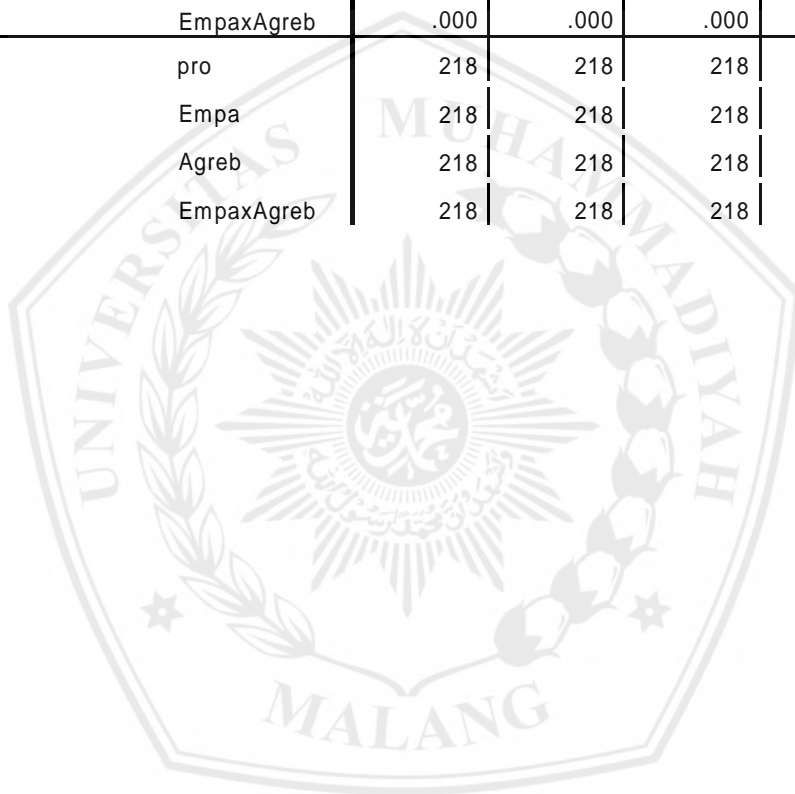 EmpaxAgreb .000 .000 .000
pro 218 218 218
Empa 218 218 218
Agreb 218 218 218
EmpaxAgreb 218 218 218
UNIVERSITAS MUHAMMADIYAH
MALANG